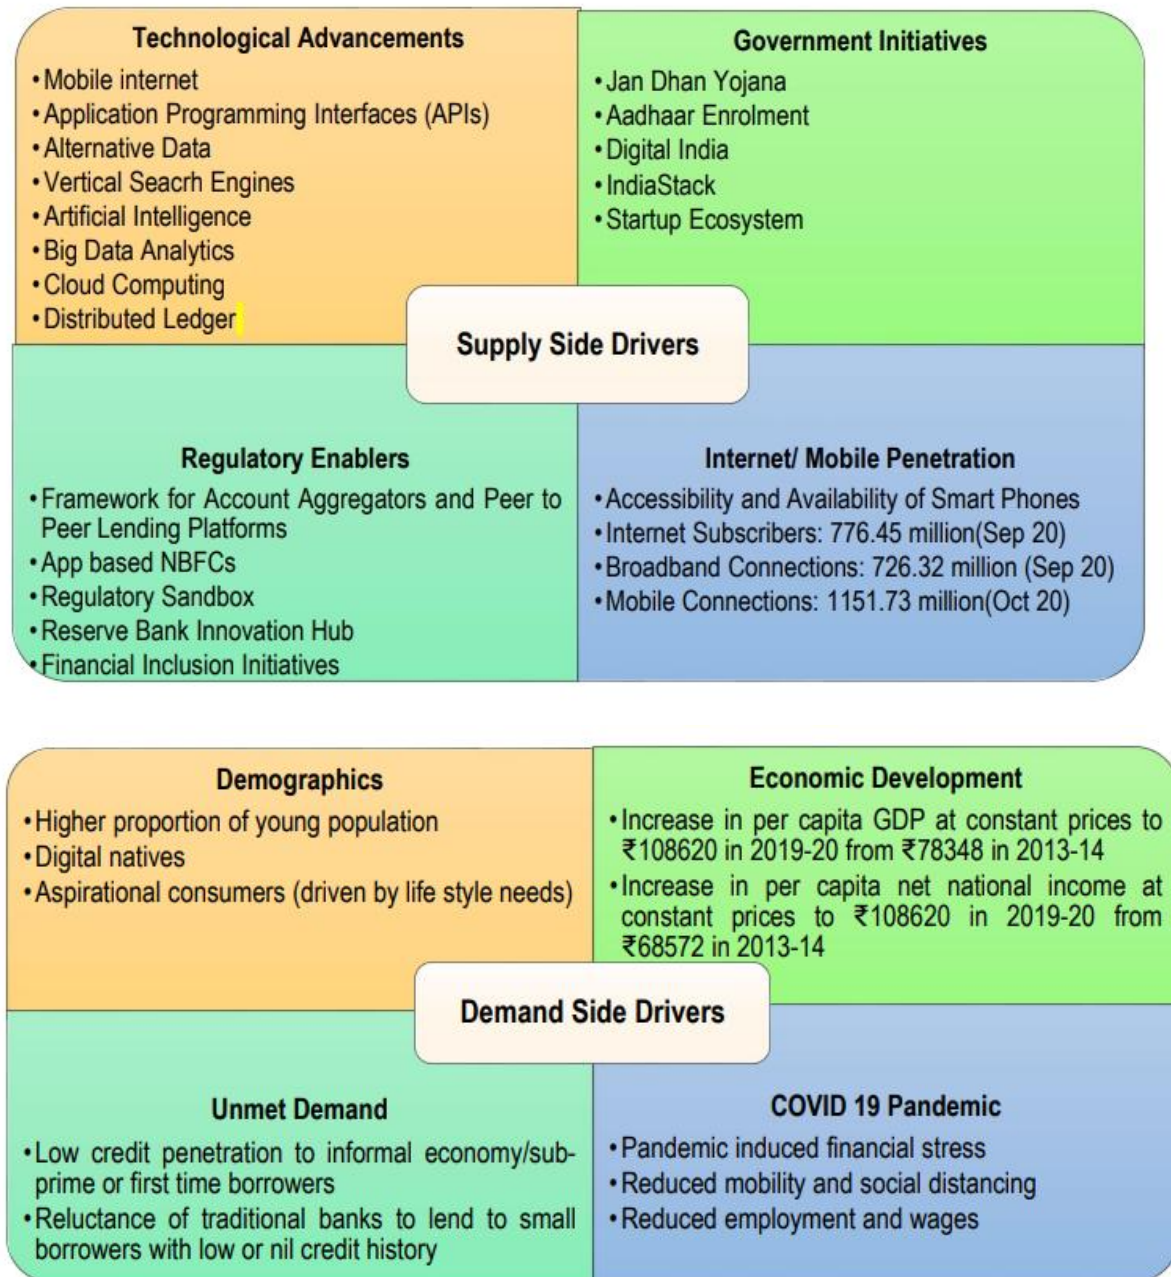 Technological Advancements
•Mobile internet
•Application Programming Interfaces (APIs)
•Alternative Data
•Vertical Seacrh Engines
•Artificial Intelligence
•Big Data Analytics
•Cloud Computing
•Distributed Ledger
Government Initiatives
•Jan Dhan Yojana
•Aadhaar Enrolment
•Digital India
•IndiaStack
•Startup Ecosystem
Supply Side Drivers
Regulatory Enablers
•Framework for Account Aggregators and Peer to
Peer Lending Platforms
•App based NBFCs
•Regulatory Sandbox
•Reserve Bank Innovation Hub
•Financial Inclusion Initiatives
Internet/ Mobile Penetration
•Accessibility and Availability of Smart Phones
•Internet Subscribers: 776.45 million(Sep 20)
•Broadband Connections: 726.32 million (Sep 20)
•Mobile Connections: 1151.73 million(Oct 20)
Demographics
•Higher proportion of young population
•Digital natives
•Aspirational consumers (driven by life style needs)
Economic Development
•Increase in per capita GDP at constant prices to
₹108620 in 2019-20 from ₹78348 in 2013-14
•Increase in per capita net national income at
constant prices to ₹108620 in 2019-20 from
₹68572 in 2013-14
Demand Side Drivers
Unmet Demand
•Low credit penetration to informal economy/sub-
prime or first time borrowers
•Reluctance of traditional banks to lend to small
borrowers with low or nil credit history
COVID 19 Pandemic
•Pandemic induced financial stress
•Reduced mobility and social distancing
•Reduced employment and wages